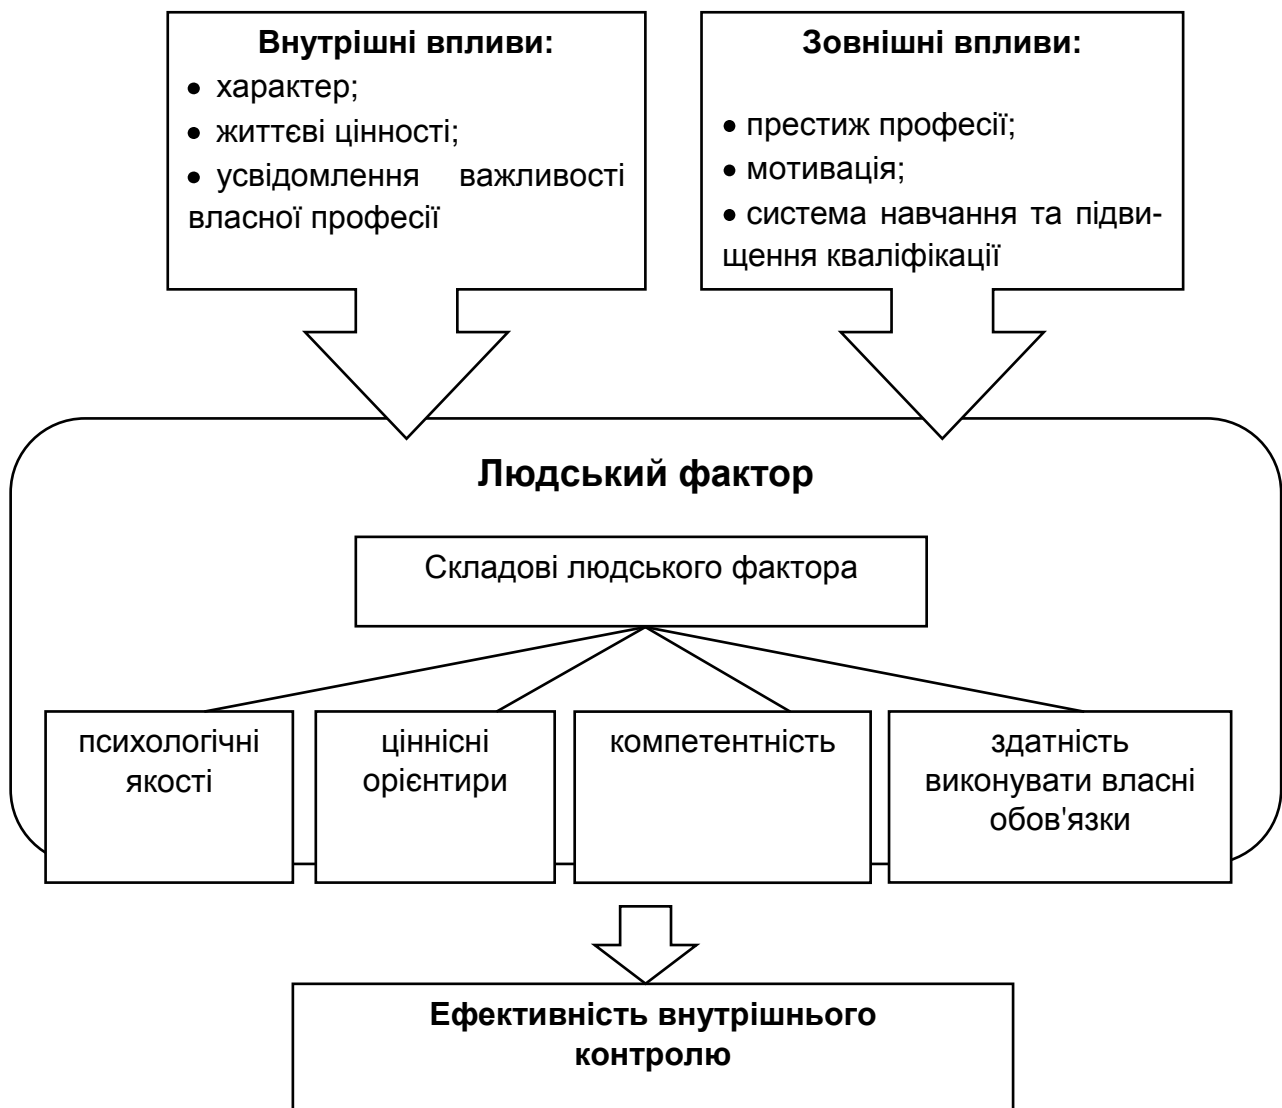 Внутрішні впливи:
• характер;
• життєві цінності;
• усвідомлення важливості
власної професії
Зовнішні впливи:
• престиж професії;
• мотивація;
• система навчання та підви-
щення кваліфікації
Людський фактор
Складові людського фактора
психологічні
якості
ціннісні
орієнтири
компетентність
здатність
виконувати власні
обов'язки
Ефективність внутрішнього
контролю